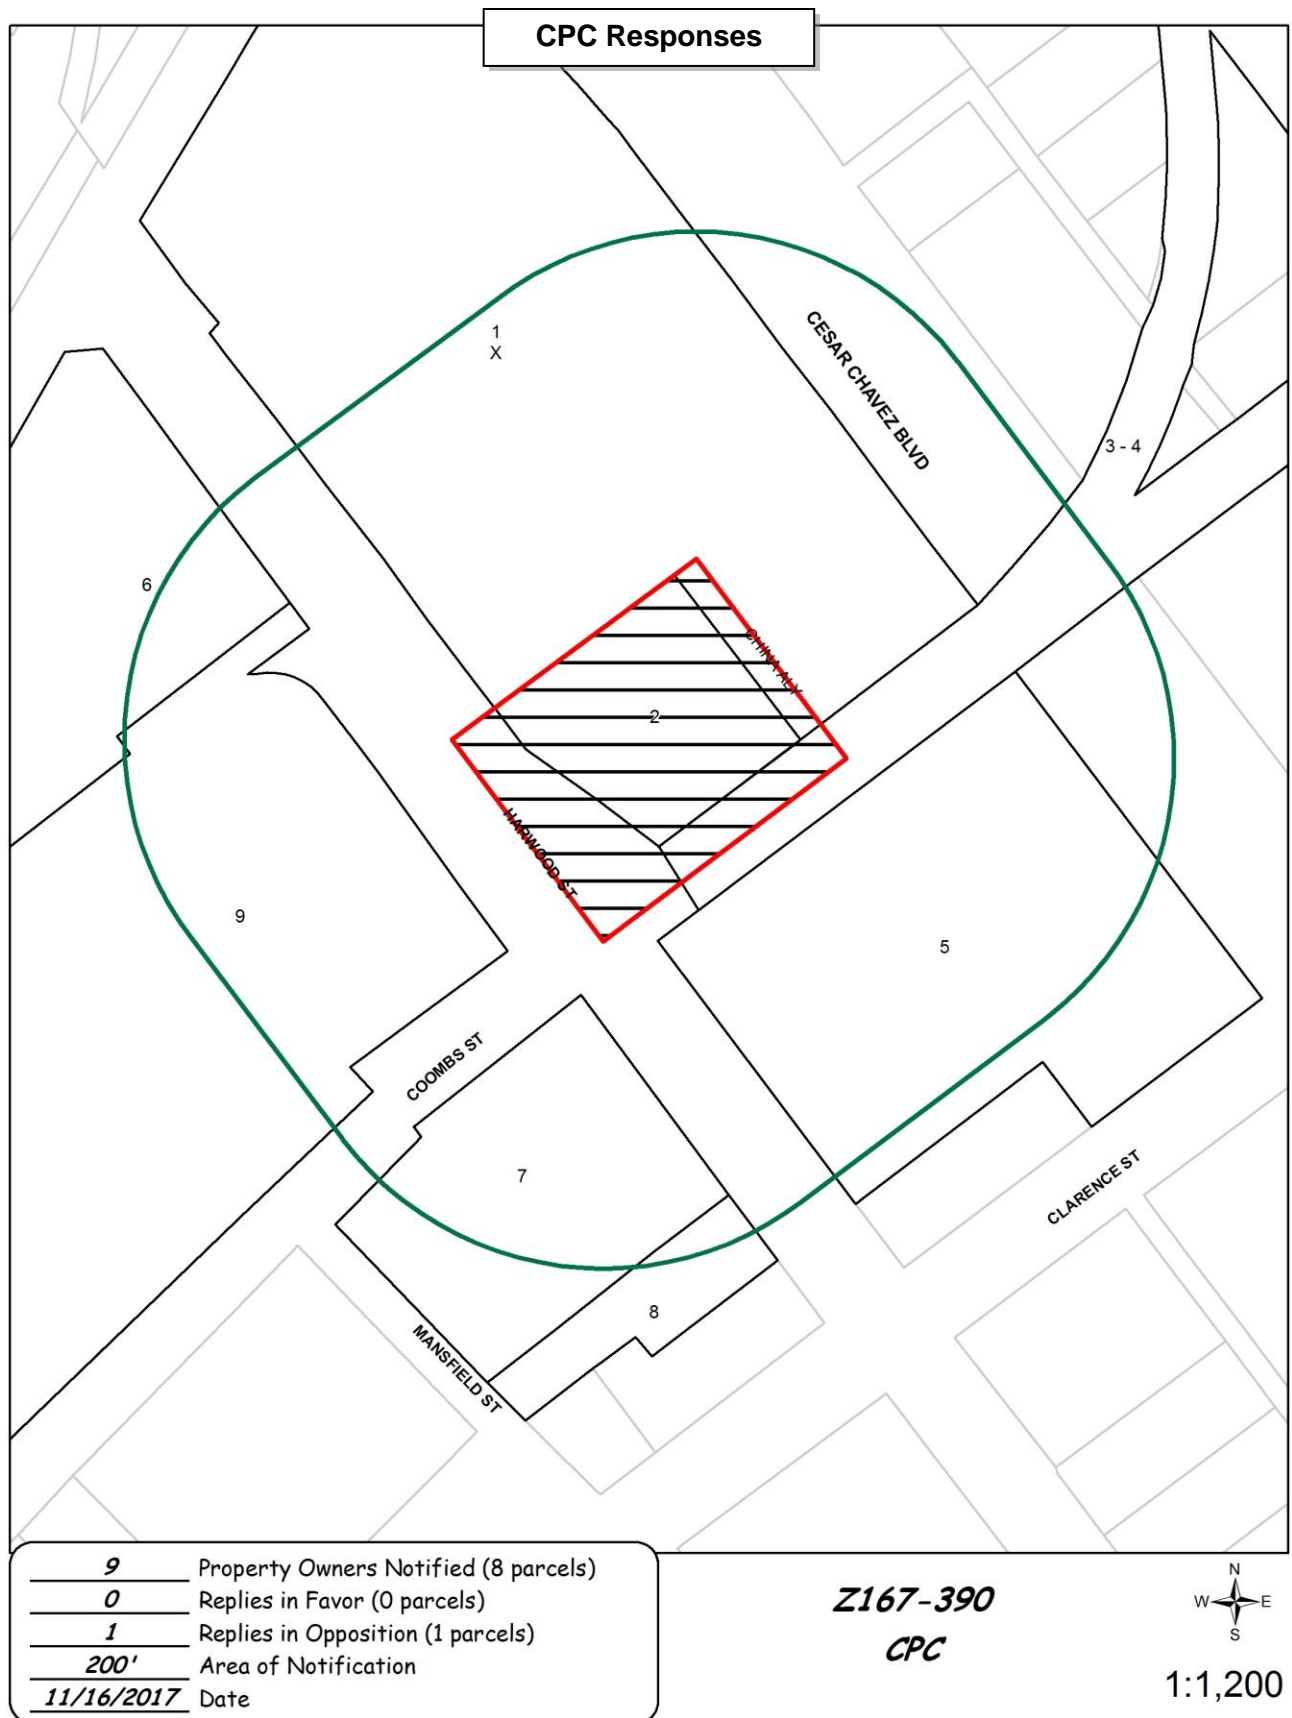 CPC Responses
1
X
CESAR CHAVEZ BLVD
3 - 4
6
CHINA ALY
2
HARWOOD ST
9
5
COOMBS ST
7
CLARENCE ST
8
MANSFIELD ST
9 Property Owners Notified (8 parcels)
0 Replies in Favor (0 parcels)
1 Replies in Opposition (1 parcels)
200' Area of Notification
11/16/2017 Date
Z167-390
CPC
N
W E
S
1:1,200